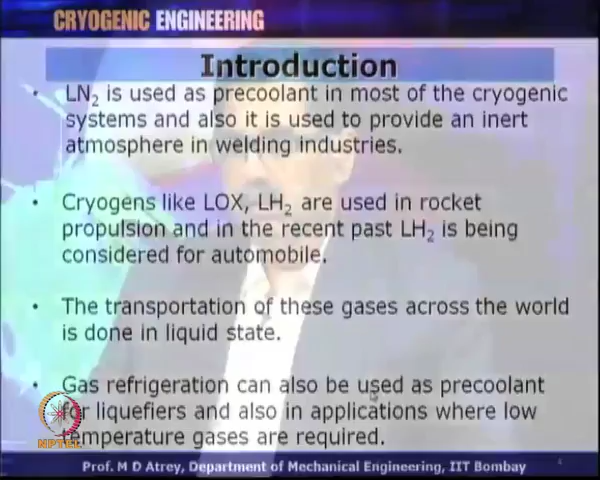 CRYOGENIC ENGINEERING
Introduction
• LN2 is used as precoolant in most of the cryogenic
systems and also it is used to provide an inert
atmosphere in welding industries.
• Cryogens like LOX, LH2 are used in rocket
propulsion and in the recent past LH2 is being
considered for automobile.
• The transportation of these gases across the world
is done in liquid state.
• Gas refrigeration can also be used as precoolant
for liquefiers and also in applications where low
temperature gases are required.
NPTEL
Prof. M D Atrey, Department of Mechanical Engineering, IIT Bombay